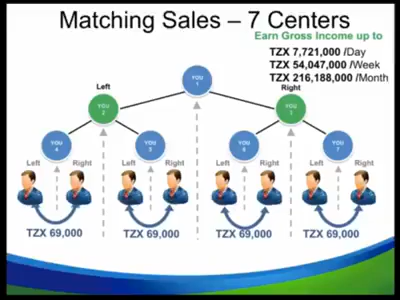 Matching Sales – 7 Centers
Earn Gross Income up to
TZX 7,721,000 /Day
TZX 54,047,000 /Week
TZX 216,188,000 /Month
Left
Right
YOU
1
YOU
2
YOU
YOU
4
YOU
YOU
YOU
7
Left Right Left Right Left Right Left Right
TZX 69,000 TZX 69,000 TZX 69,000 TZX 69,000